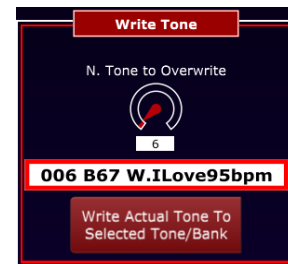 Write Tone
N. Tone to Overwrite
6
006 B67 W.ILove95bpm
Write Actual Tone To
Selected Tone/Bank